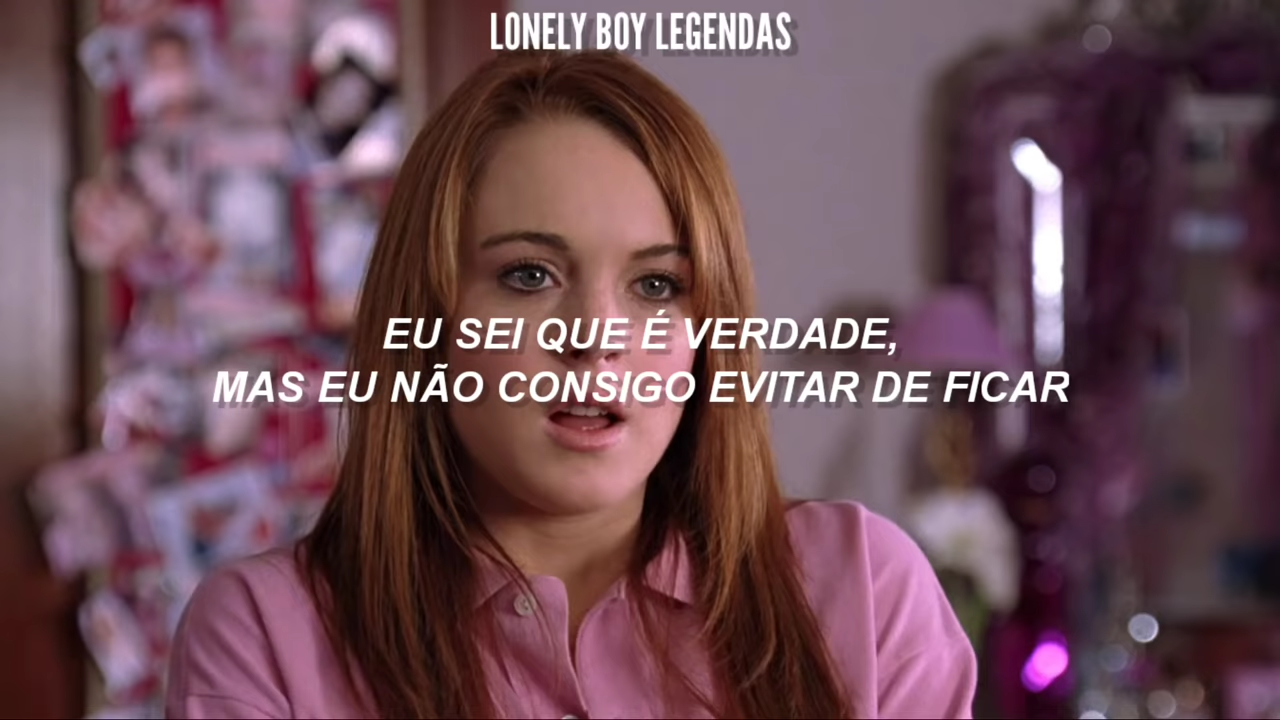 LONELY BOY LEGENDAS
EU SEI QUE É VERDADE,
MAS EU NÃO CONSIGO EVITAR DE FICAR